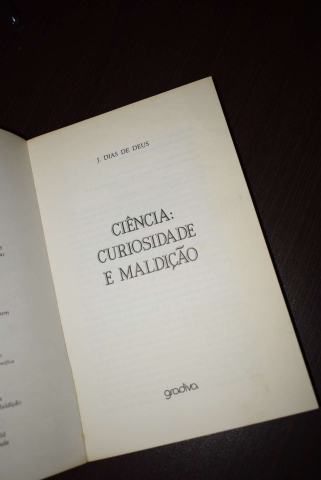 J. DIAS DE DEUS
CIÊNCIA:
CURIOSIDADE
E MALDIÇÃO
gradiva